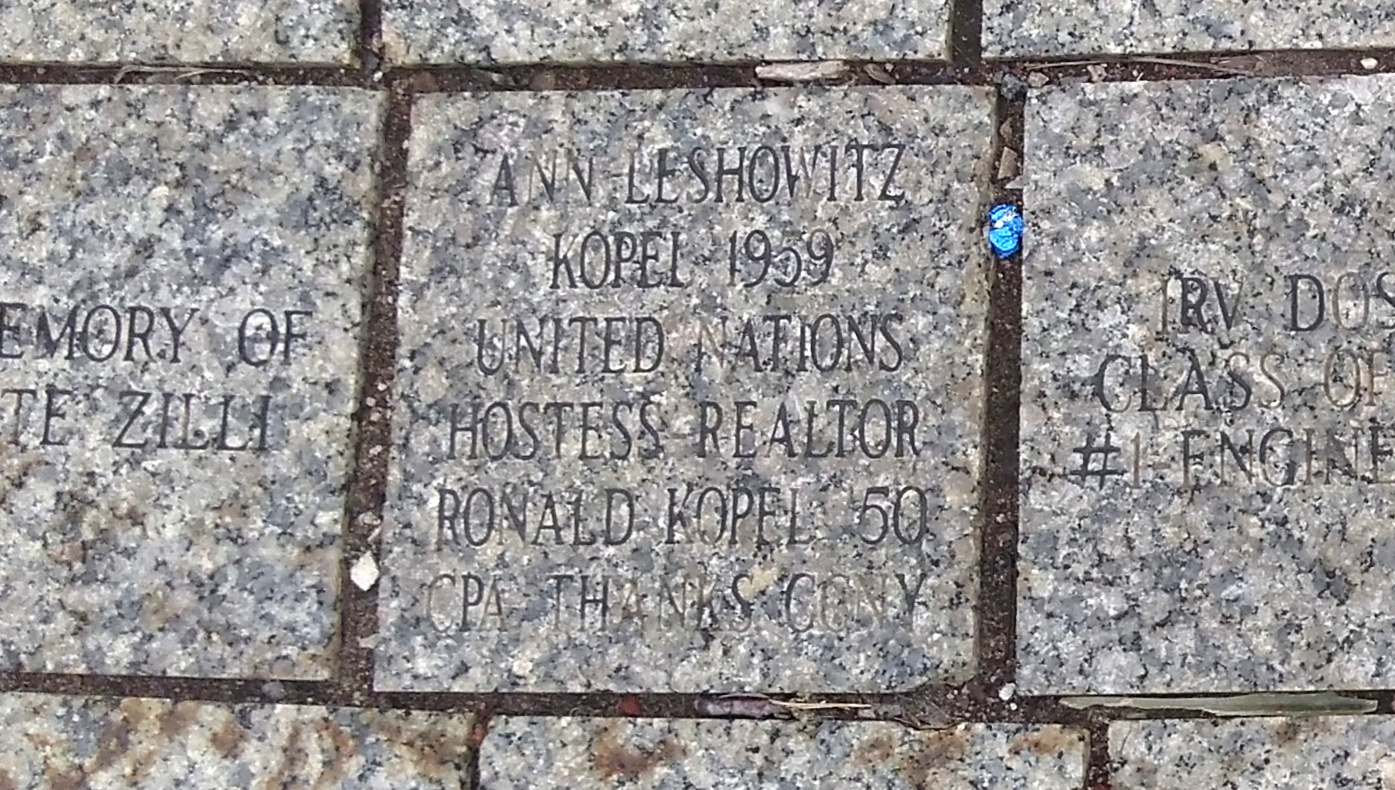 EMORY OF
TE ZILLI
ANN LESHOWITZ
KOPEL 1959
UNITED NATIONS
HOSTESS REALTOR
RONALD KOPEL '50
CPA THANKS CCNY
IRV DOS
CLASS OF
#1 ENGINE